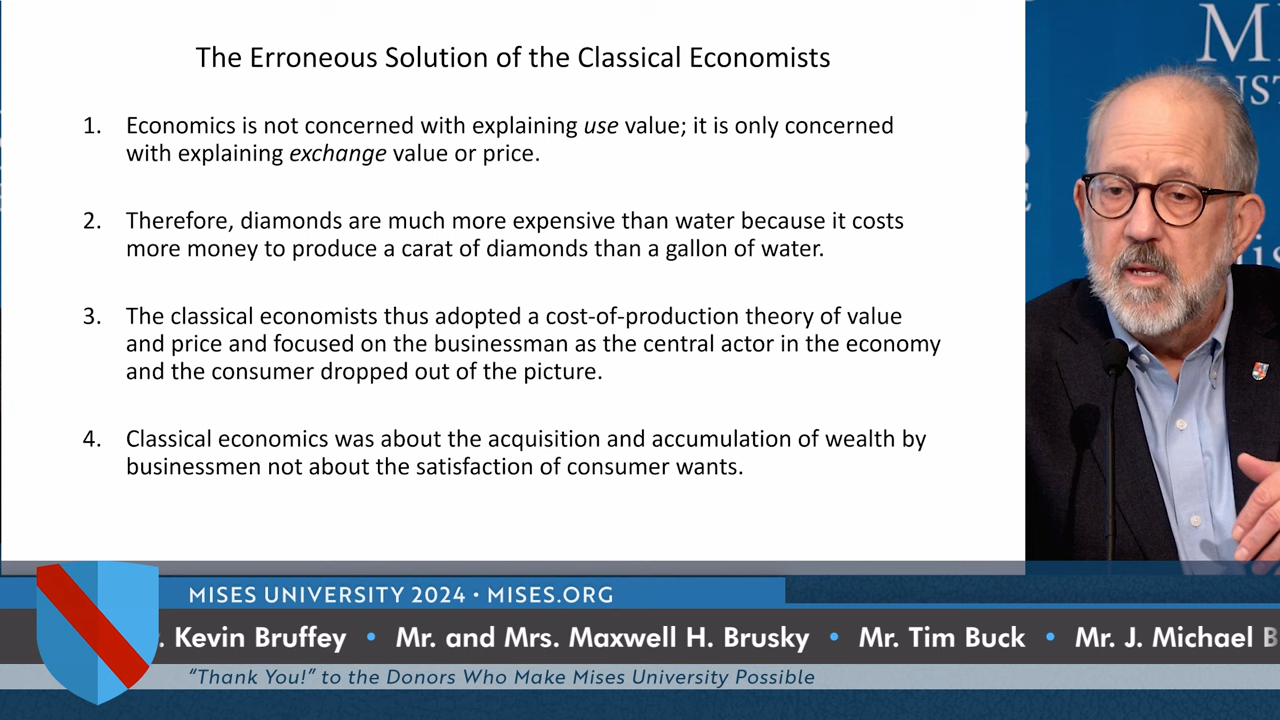 The Erroneous Solution of the Classical Economists
1. Economics is not concerned with explaining use value; it is only concerned
with explaining exchange value or price.
2. Therefore, diamonds are much more expensive than water because it costs
more money to produce a carat of diamonds than a gallon of water.
3. The classical economists thus adopted a cost-of-production theory of value
and price and focused on the businessman as the central actor in the economy
and the consumer dropped out of the picture.
4. Classical economics was about the acquisition and accumulation of wealth by
businessmen not about the satisfaction of consumer wants.
MISES UNIVERSITY 2024 • MISES.ORG
. Kevin Bruffey • Mr. and Mrs. Maxwell H. Brusky • Mr. Tim Buck • Mr. J. Michael B
"Thank You!" to the Donors Who Make Mises University Possible